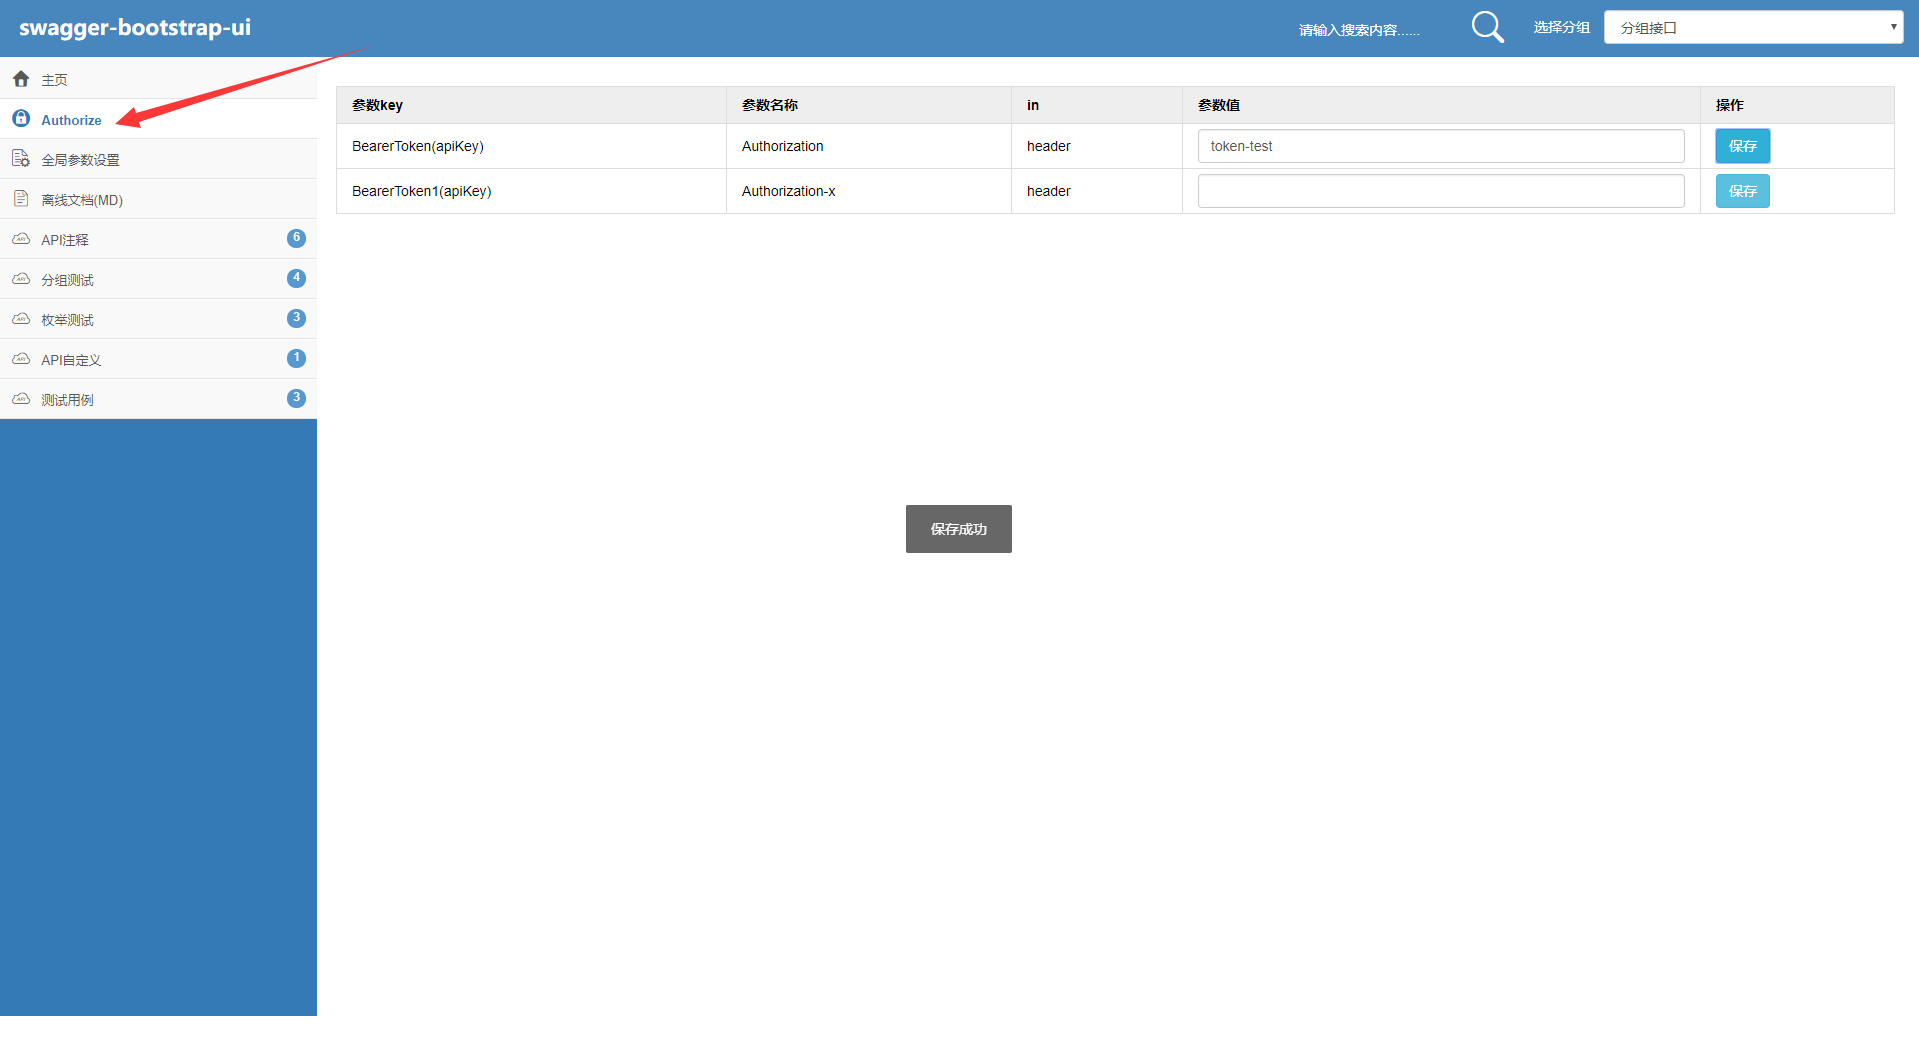 swagger-bootstrap-ui
请输入搜索内容......
选择分组
分组接口
主页
Authorize
全局参数设置
离线文档(MD)
API注释 6
分组测试 4
枚举测试 3
API自定义 1
测试用例 3
参数key 参数名称 in 参数值 操作
BearerToken(apiKey) Authorization header token-test 保存
BearerToken1(apiKey) Authorization-x header 保存
保存成功